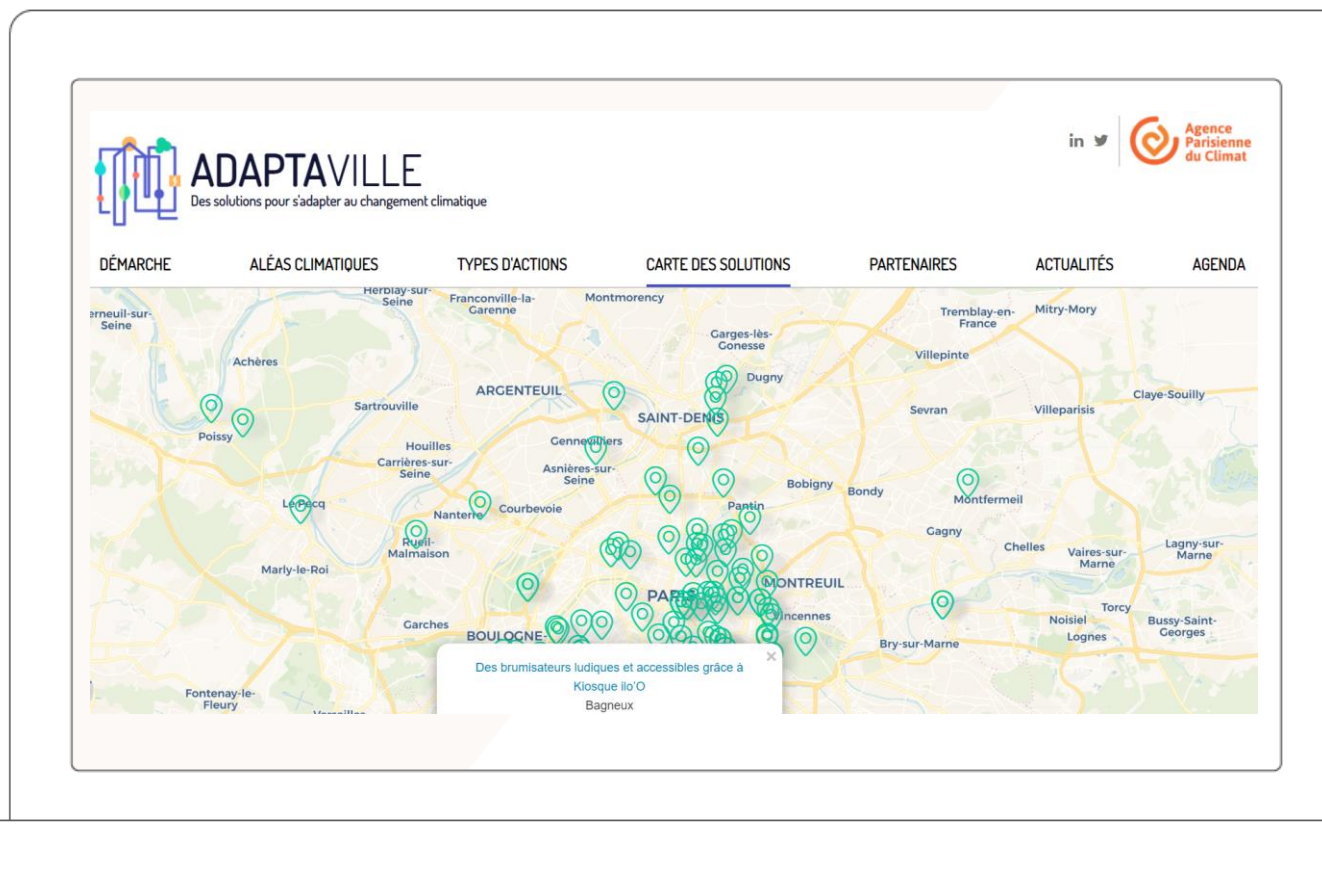 ADAPTAVILLE
Des solutions pour s'adapter au changement climatique
in
Agence
Parisienne
du Climat
DÉMARCHE
ALÉAS CLIMATIQUES
TYPES D'ACTIONS
CARTE DES SOLUTIONS
PARTENAIRES
ACTUALITÉS
AGENDA
Herblay-sur-
Seine
Franconville-la-
Garenne
Montmorency
erneuil-sur-
Seine
Tremblay-en-
France
Mitry-Mory
Garges-lès-
Gonesse
Villepinte
Achères
Dugny
ARGENTEUIL
Claye-Souilly
Sartrouville
SAINT-DENIS
Sevran
Villeparisis
Poissy
Houilles
Gennevilliers
Carrières-sur-
Seine
Asnières-sur-
Seine
Bobigny
Bondy
Montfermeil
Le Pecq
Nanterre
Courbevoie
Pantin
Gagny
Rueil-
Malmaison
Chelles
Vaires-sur-
Marne
Lagny-sur-
Marne
Marly-le-Roi
MONTREUIL
PARIS
Vincennes
Torcy
Noisiel
Bussy-Saint-
Georges
Garches
BOULOGNE-
Bry-sur-Marne
Lognes
Des brumisateurs ludiques et accessibles grâce à
Kiosque ilo'O
Bagneux
×
Fontenay-le-
Fleury